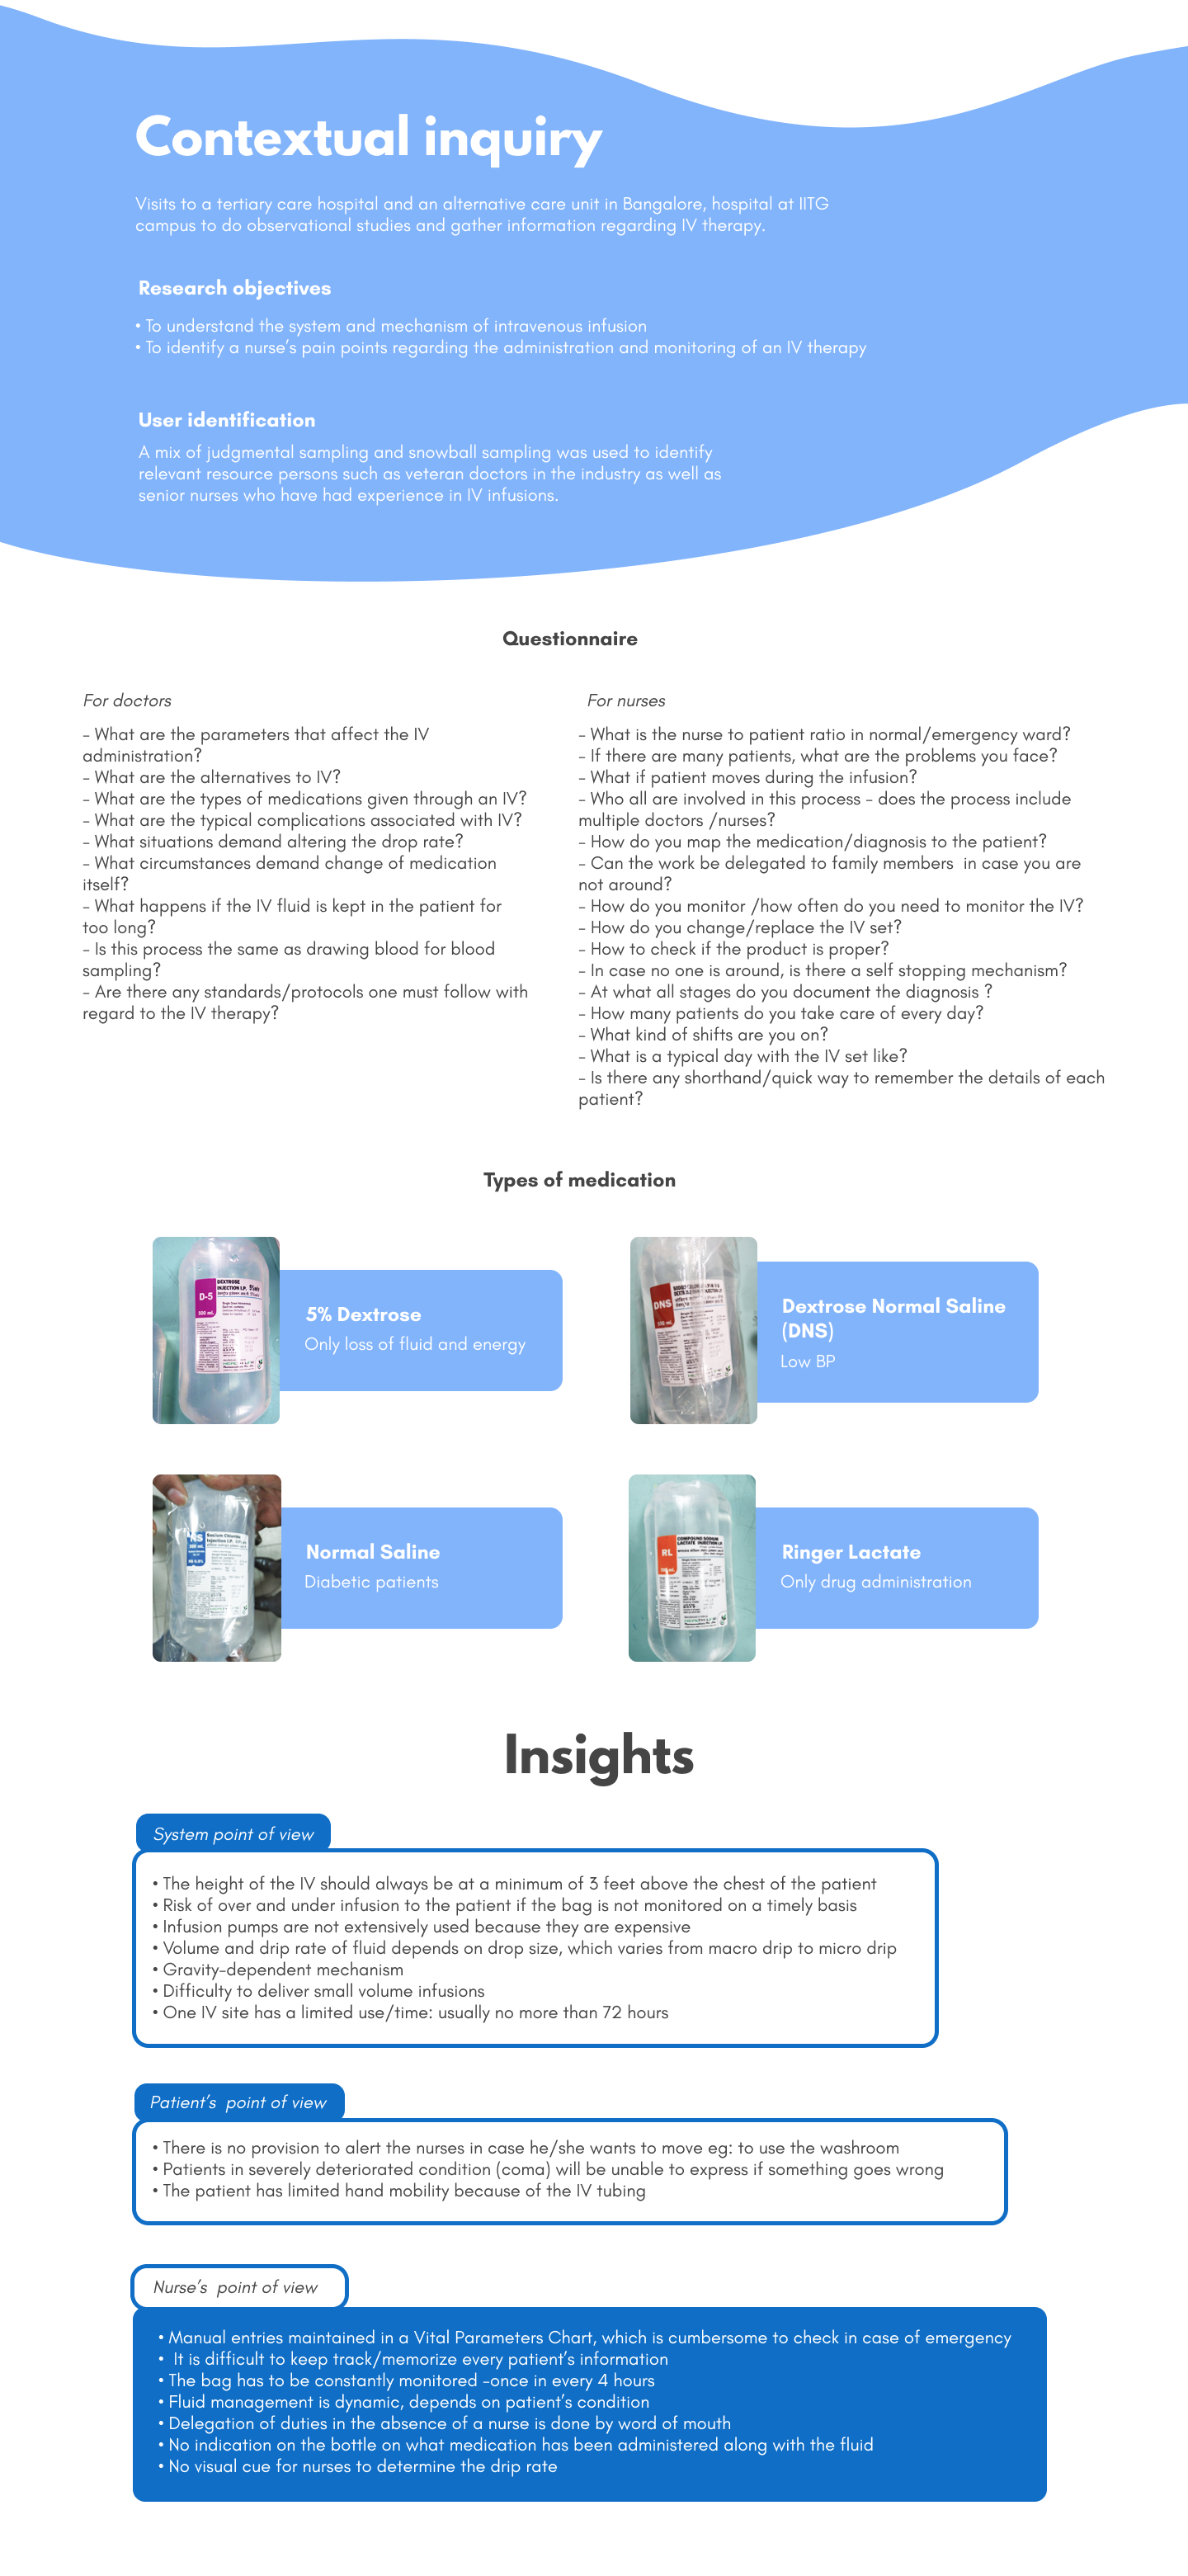 Contextual inquiry
Visits to a tertiary care hospital and an alternative care unit in Bangalore, hospital at IITG
campus to do observational studies and gather information regarding IV therapy.
Research objectives
• To understand the system and mechanism of intravenous infusion
• To identify a nurse's pain points regarding the administration and monitoring of an IV therapy
User identification
A mix of judgmental sampling and snowball sampling was used to identify
relevant resource persons such as veteran doctors in the industry as well as
senior nurses who have had experience in IV infusions.
Questionnaire
For doctors
- What are the parameters that affect the IV
administration?
- What are the alternatives to IV?
- What are the types of medications given through an IV?
- What are the typical complications associated with IV?
- What situations demand altering the drop rate?
- What circumstances demand change of medication
itself?
- What happens if the IV fluid is kept in the patient for
too long?
- Is this process the same as drawing blood for blood
sampling?
- Are there any standards/protocols one must follow with
regard to the IV therapy?
For nurses
- What is the nurse to patient ratio in normal/emergency ward?
- If there are many patients, what are the problems you face?
- What if patient moves during the infusion?
- Who all are involved in this process - does the process include
multiple doctors /nurses?
- How do you map the medication/diagnosis to the patient?
- Can the work be delegated to family members  in case you are
not around?
- How do you monitor /how often do you need to monitor the IV?
- How do you change/replace the IV set?
- How to check if the product is proper?
- In case no one is around, is there a self stopping mechanism?
- At what all stages do you document the diagnosis ?
- How many patients do you take care of every day?
- What kind of shifts are you on?
- What is a typical day with the IV set like?
- Is there any shorthand/quick way to remember the details of each
patient?
Types of medication
DEXTROSE
INJECTION I.P.
D-5
500 mL
5% Dextrose
Only loss of fluid and energy
DNS
500 mL
Dextrose Normal Saline
(DNS)
Low BP
NS
Sodium Chloride
Injection I.P.
Normal Saline
Diabetic patients
COMPOUND SODIUM
LACTATE INJECTION I.P.
RL
Ringer Lactate
Only drug administration
Insights
System point of view
• The height of the IV should always be at a minimum of 3 feet above the chest of the patient
• Risk of over and under infusion to the patient if the bag is not monitored on a timely basis
• Infusion pumps are not extensively used because they are expensive
• Volume and drip rate of fluid depends on drop size, which varies from macro drip to micro drip
• Gravity-dependent mechanism
• Difficulty to deliver small volume infusions
• One IV site has a limited use/time: usually no more than 72 hours
Patient's  point of view
• There is no provision to alert the nurses in case he/she wants to move eg: to use the washroom
• Patients in severely deteriorated condition (coma) will be unable to express if something goes wrong
• The patient has limited hand mobility because of the IV tubing
Nurse's  point of view
• Manual entries maintained in a Vital Parameters Chart, which is cumbersome to check in case of emergency
•  It is difficult to keep track/memorize every patient's information
• The bag has to be constantly monitored -once in every 4 hours
• Fluid management is dynamic, depends on patient's condition
• Delegation of duties in the absence of a nurse is done by word of mouth
• No indication on the bottle on what medication has been administered along with the fluid
• No visual cue for nurses to determine the drip rate